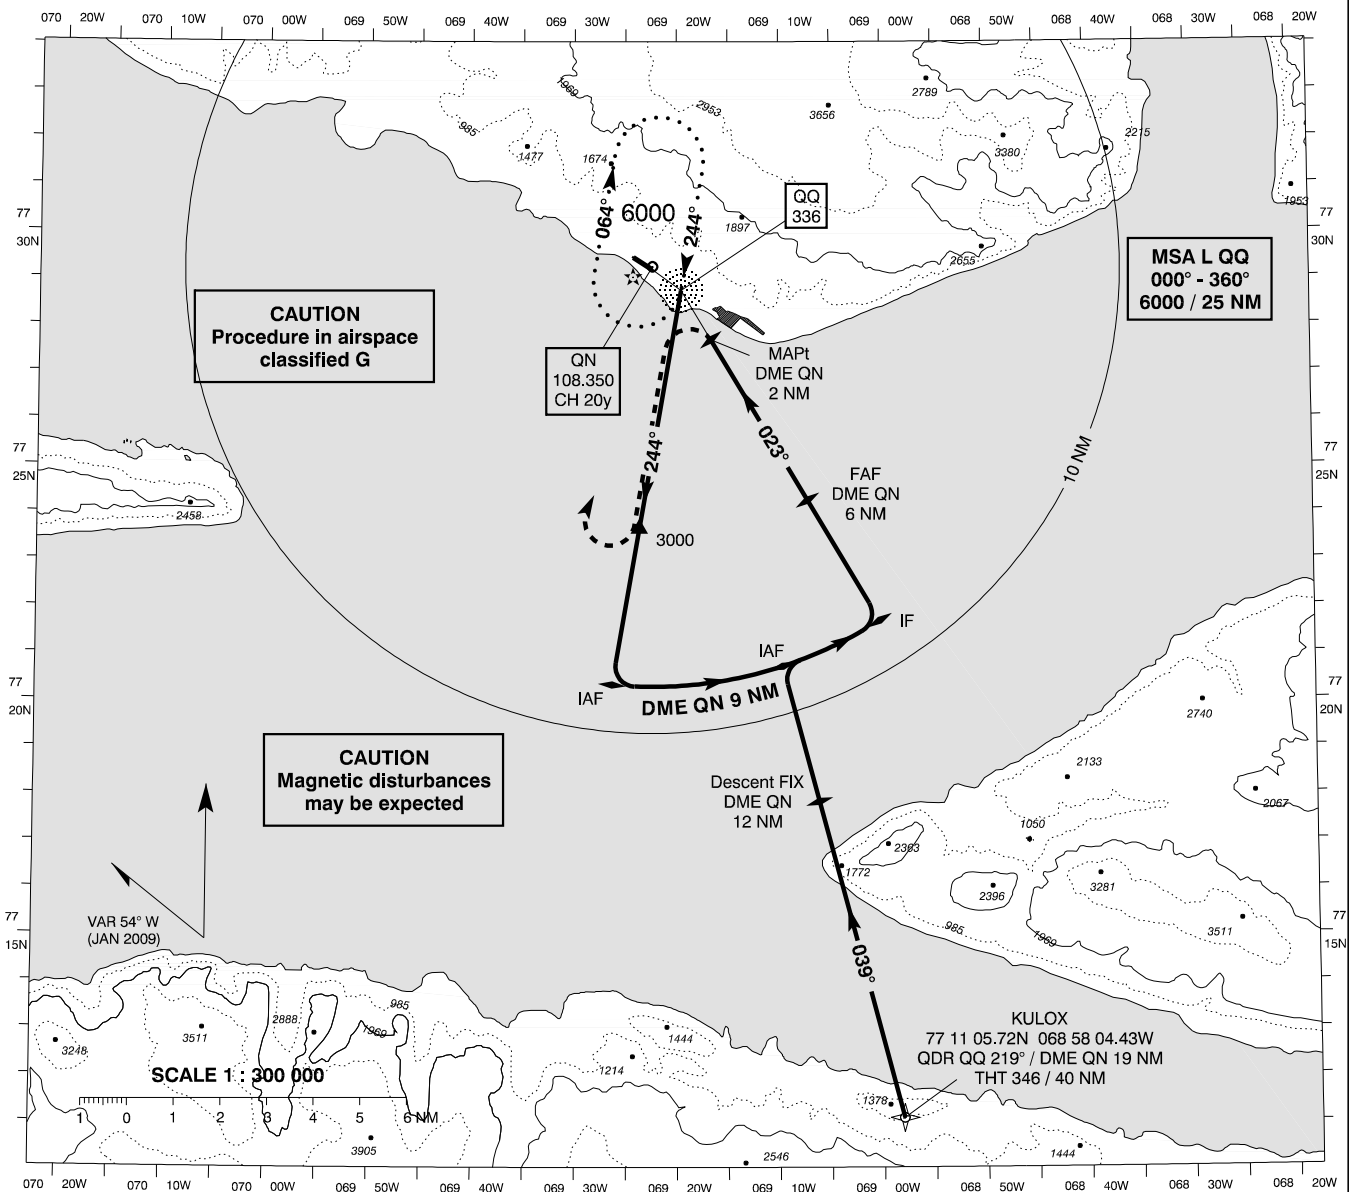 070 20W 070 10W 070 00W 069 50W 069 40W 069 30W 069 20W 069 10W 069 00W 068 50W 068 40W 068 30W 068 20W
1969
2953
3656
2789
985
1477
1674
2215
3380
1953
QQ
336
77
30N
064°
6000
244°
1897
2655
77
30N
MSA L QQ
000° - 360°
6000 / 25 NM
CAUTION
Procedure in airspace
classified G
QN
108.350
CH 20y
MAPt
DME QN
2 NM
77
25N
244°
023°
10 NM
77
25N
FAF
DME QN
6 NM
2458
3000
IF
IAF
IAF
DME QN 9 NM
77
20N
77
20N
2740
CAUTION
Magnetic disturbances
may be expected
Descent FIX
DME QN
12 NM
2133
2067
1050
2363
1772
2396
3281
3511
985
1969
VAR 54° W
(JAN 2009)
77
15N
77
15N
039°
985
2888
3511
1969
3248
1444
1214
KULOX
77 11 05.72N 068 58 04.43W
QDR QQ 219° / DME QN 19 NM
THT 346 / 40 NM
SCALE 1 : 300 000
1 0 1 2 3 4 5 6 NM
1378
3905
2546
1444
070 20W 070 10W 070 00W 069 50W 069 40W 069 30W 069 20W 069 10W 069 00W 068 50W 068 40W 068 30W 068 20W